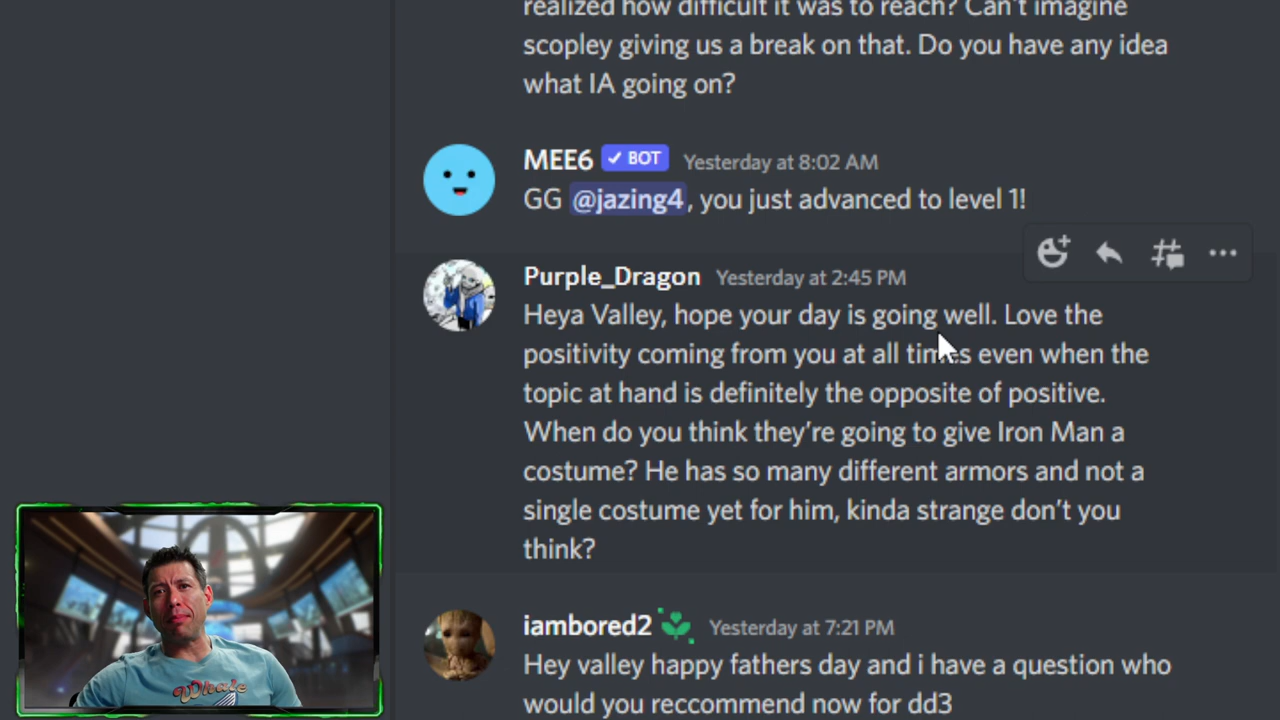 realized how difficult it was to reach? Can't imagine
scopley giving us a break on that. Do you have any idea
what IA going on?
MEE6 ✓ BOT Yesterday at 8:02 AM
GG @jazing4, you just advanced to level 1!
Purple_Dragon Yesterday at 2:45 PM
Heya Valley, hope your day is going well. Love the
positivity coming from you at all times even when the
topic at hand is definitely the opposite of positive.
When do you think they're going to give Iron Man a
costume? He has so many different armors and not a
single costume yet for him, kinda strange don't you
think?
iambored2 Yesterday at 7:21 PM
Hey valley happy fathers day and i have a question who
would you reccommend now for dd3
Whale